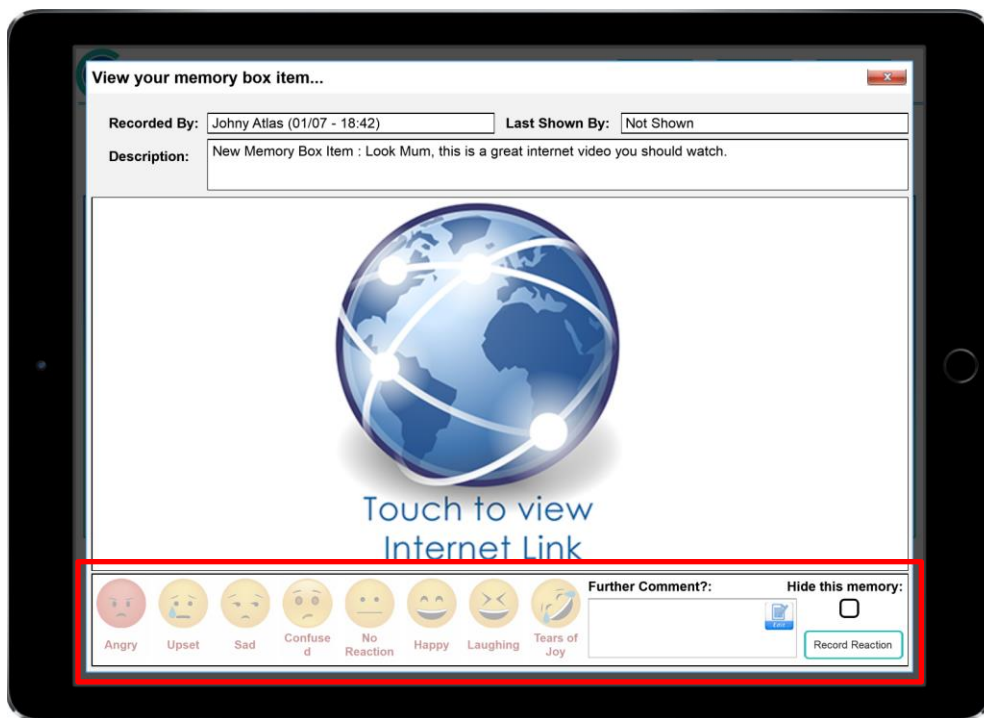 View your memory box item...
x
Recorded By: Johny Atlas (01/07 - 18:42) Last Shown By: Not Shown
Description: New Memory Box Item : Look Mum, this is a great internet video you should watch.
Touch to view
Internet Link
Further Comment?: Hide this memory:
Angry Upset Sad Confuse
d No
Reaction Happy Laughing Tears of
Joy
Record Reaction